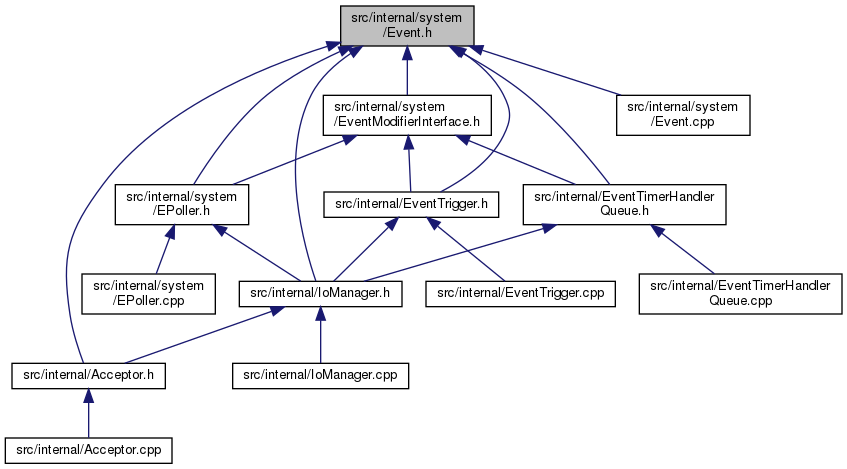 src/internal/system
/Event.h
src/internal/system
/EventModifierInterface.h
src/internal/system
/Event.cpp
src/internal/system
/EPoller.h
src/internal/EventTrigger.h
src/internal/EventTimerHandler
Queue.h
src/internal/system
/EPoller.cpp
src/internal/IoManager.h
src/internal/EventTrigger.cpp
src/internal/EventTimerHandler
Queue.cpp
src/internal/Acceptor.h
src/internal/IoManager.cpp
src/internal/Acceptor.cpp